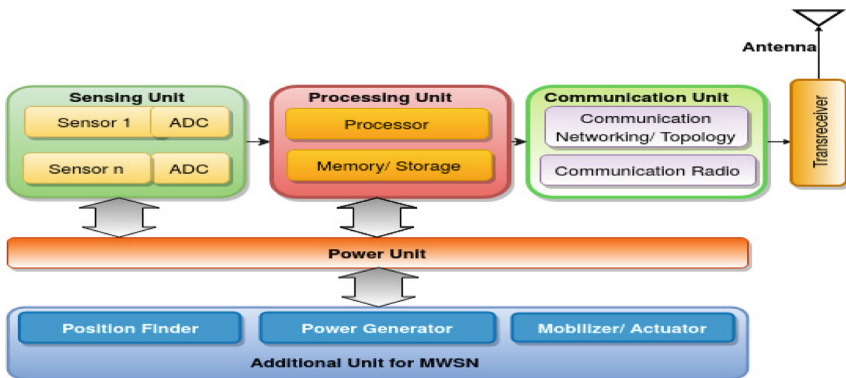 Antenna
Sensing Unit
Sensor 1
ADC
Sensor n
ADC
Processing Unit
Processor
Memory/ Storage
Communication Unit
Communication
Networking/ Topology
Communication Radio
Transreceiver
Power Unit
Position Finder
Power Generator
Mobilizer/ Actuator
Additional Unit for MWSN